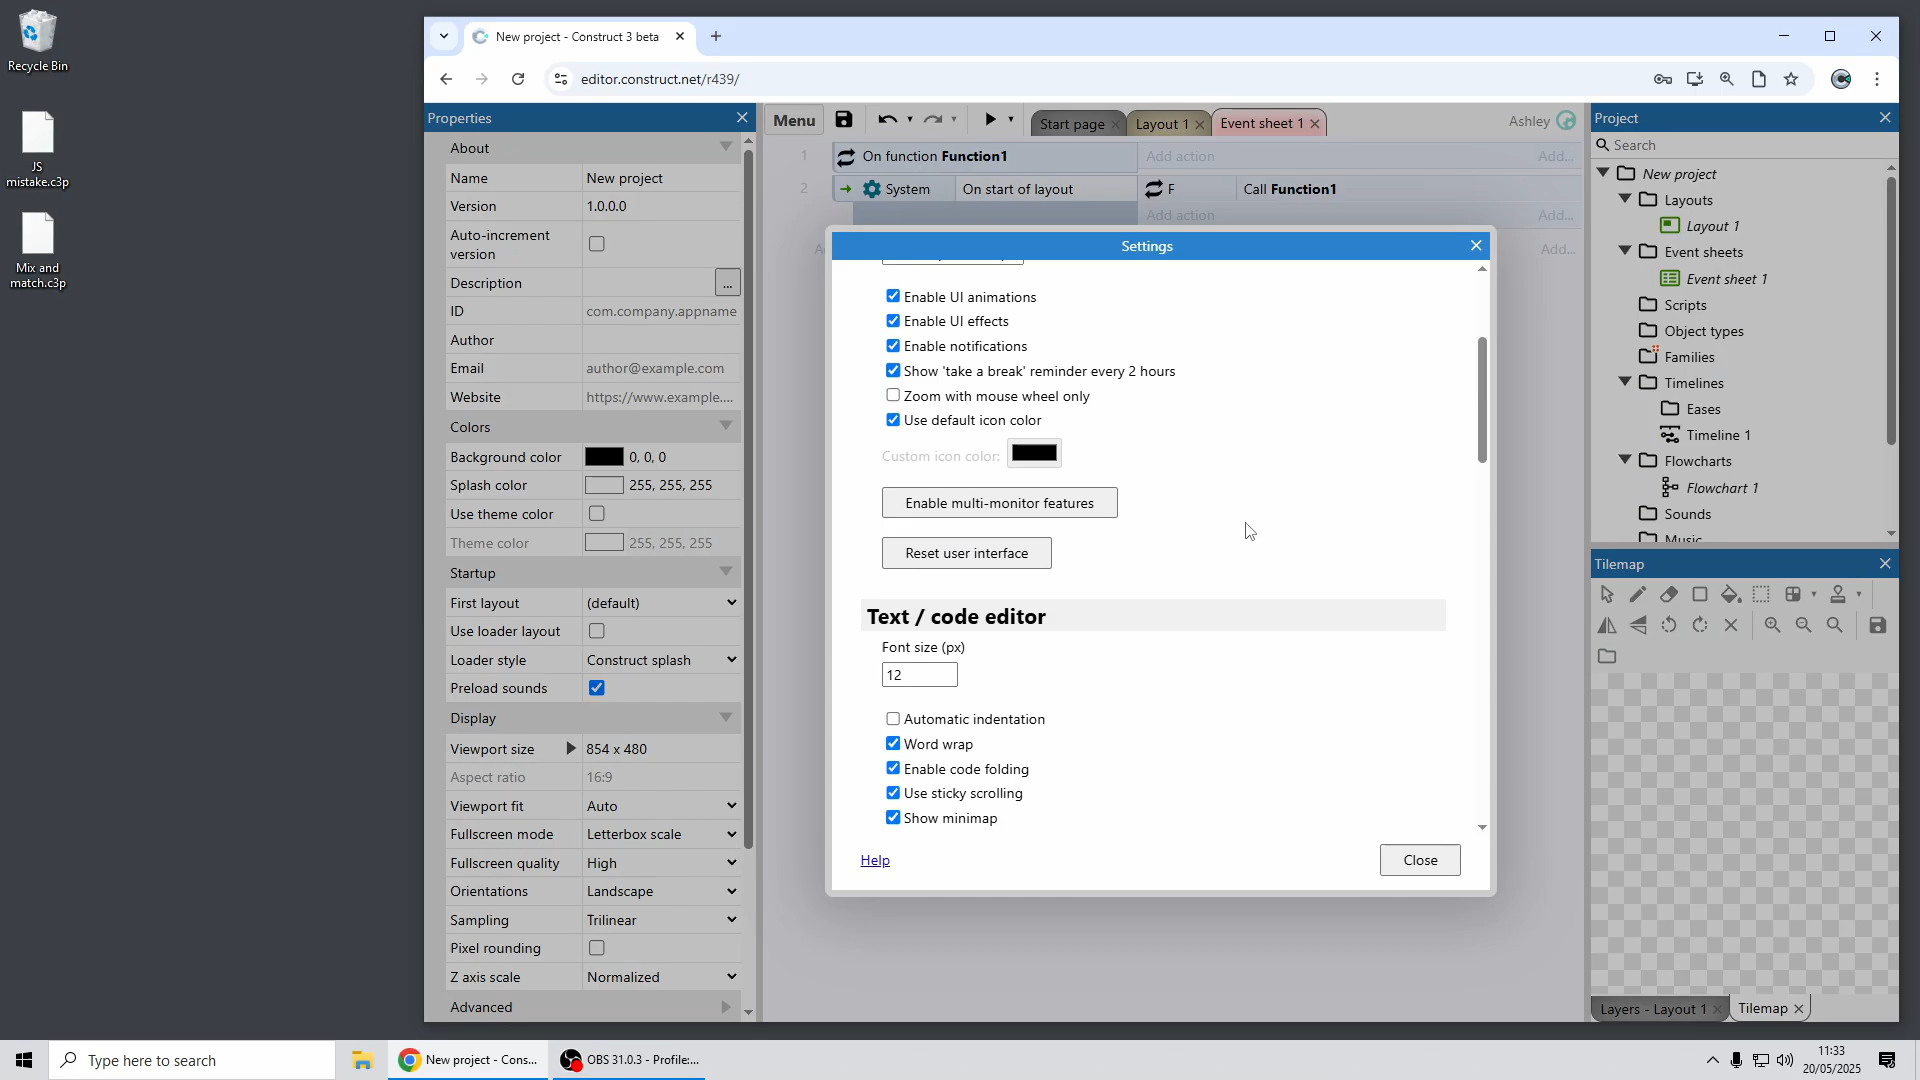 Recycle Bin
JS
mistake.c3p
Mix and
match.c3p
New project - Construct 3 beta
editor.construct.net/r439/
Properties
About
Name New project
Version 1.0.0.0
Auto-increment
version
Description ...
ID com.company.appname
Author
Email author@example.com
Website https://www.example....
Colors
Background color 0, 0, 0
Splash color 255, 255, 255
Use theme color
Theme color 255, 255, 255
Startup
First layout (default)
Use loader layout
Loader style Construct splash
Preload sounds
Display
Viewport size 854 x 480
Aspect ratio 16:9
Viewport fit Auto
Fullscreen mode Letterbox scale
Fullscreen quality High
Orientations Landscape
Sampling Trilinear
Pixel rounding
Z axis scale Normalized
Advanced
Menu
Start page
Layout 1
Event sheet 1
Ashley
1 On function Function1 Add action Add...
2 System On start of layout F Call Function1
Add action Add...
Add...
Settings
Enable UI animations
Enable UI effects
Enable notifications
Show 'take a break' reminder every 2 hours
Zoom with mouse wheel only
Use default icon color
Custom icon color:
Enable multi-monitor features
Reset user interface
Text / code editor
Font size (px)
12
Automatic indentation
Word wrap
Enable code folding
Use sticky scrolling
Show minimap
Help
Close
Project
Search
New project
Layouts
Layout 1
Event sheets
Event sheet 1
Scripts
Object types
Families
Timelines
Eases
Timeline 1
Flowcharts
Flowchart 1
Sounds
Music
Tilemap
Layers - Layout 1
Tilemap
Type here to search
New project - Cons...
OBS 31.0.3 - Profile:...
11:33
20/05/2025